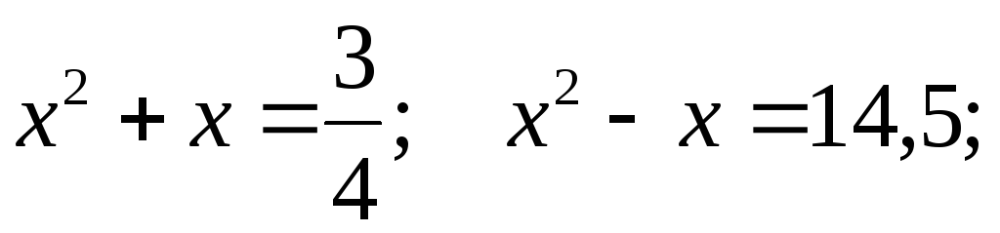 x² + x = 3/4; x² - x = 14,5;